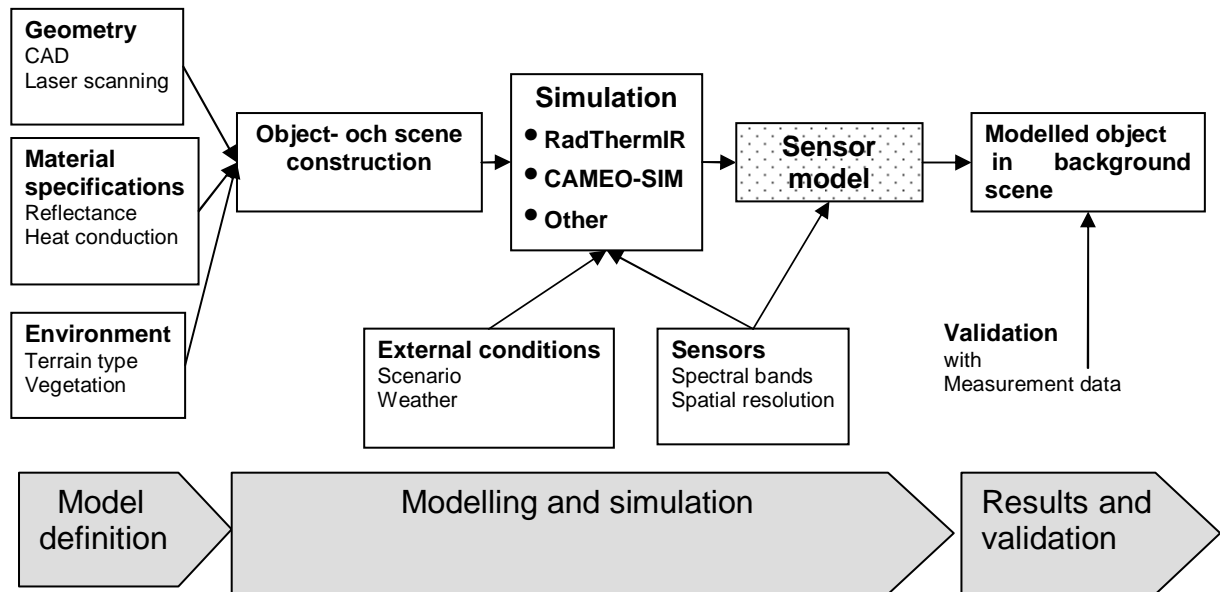 Geometry
CAD
Laser scanning
Material
specifications
Reflectance
Heat conduction
Environment
Terrain type
Vegetation
Object- och scene
construction
Simulation
• RadThermIR
• CAMEO-SIM
• Other
Sensor
model
Modelled object
in background
scene
External conditions
Scenario
Weather
Sensors
Spectral bands
Spatial resolution
Validation
with
Measurement data
Model
definition
Modelling and simulation
Results and
validation